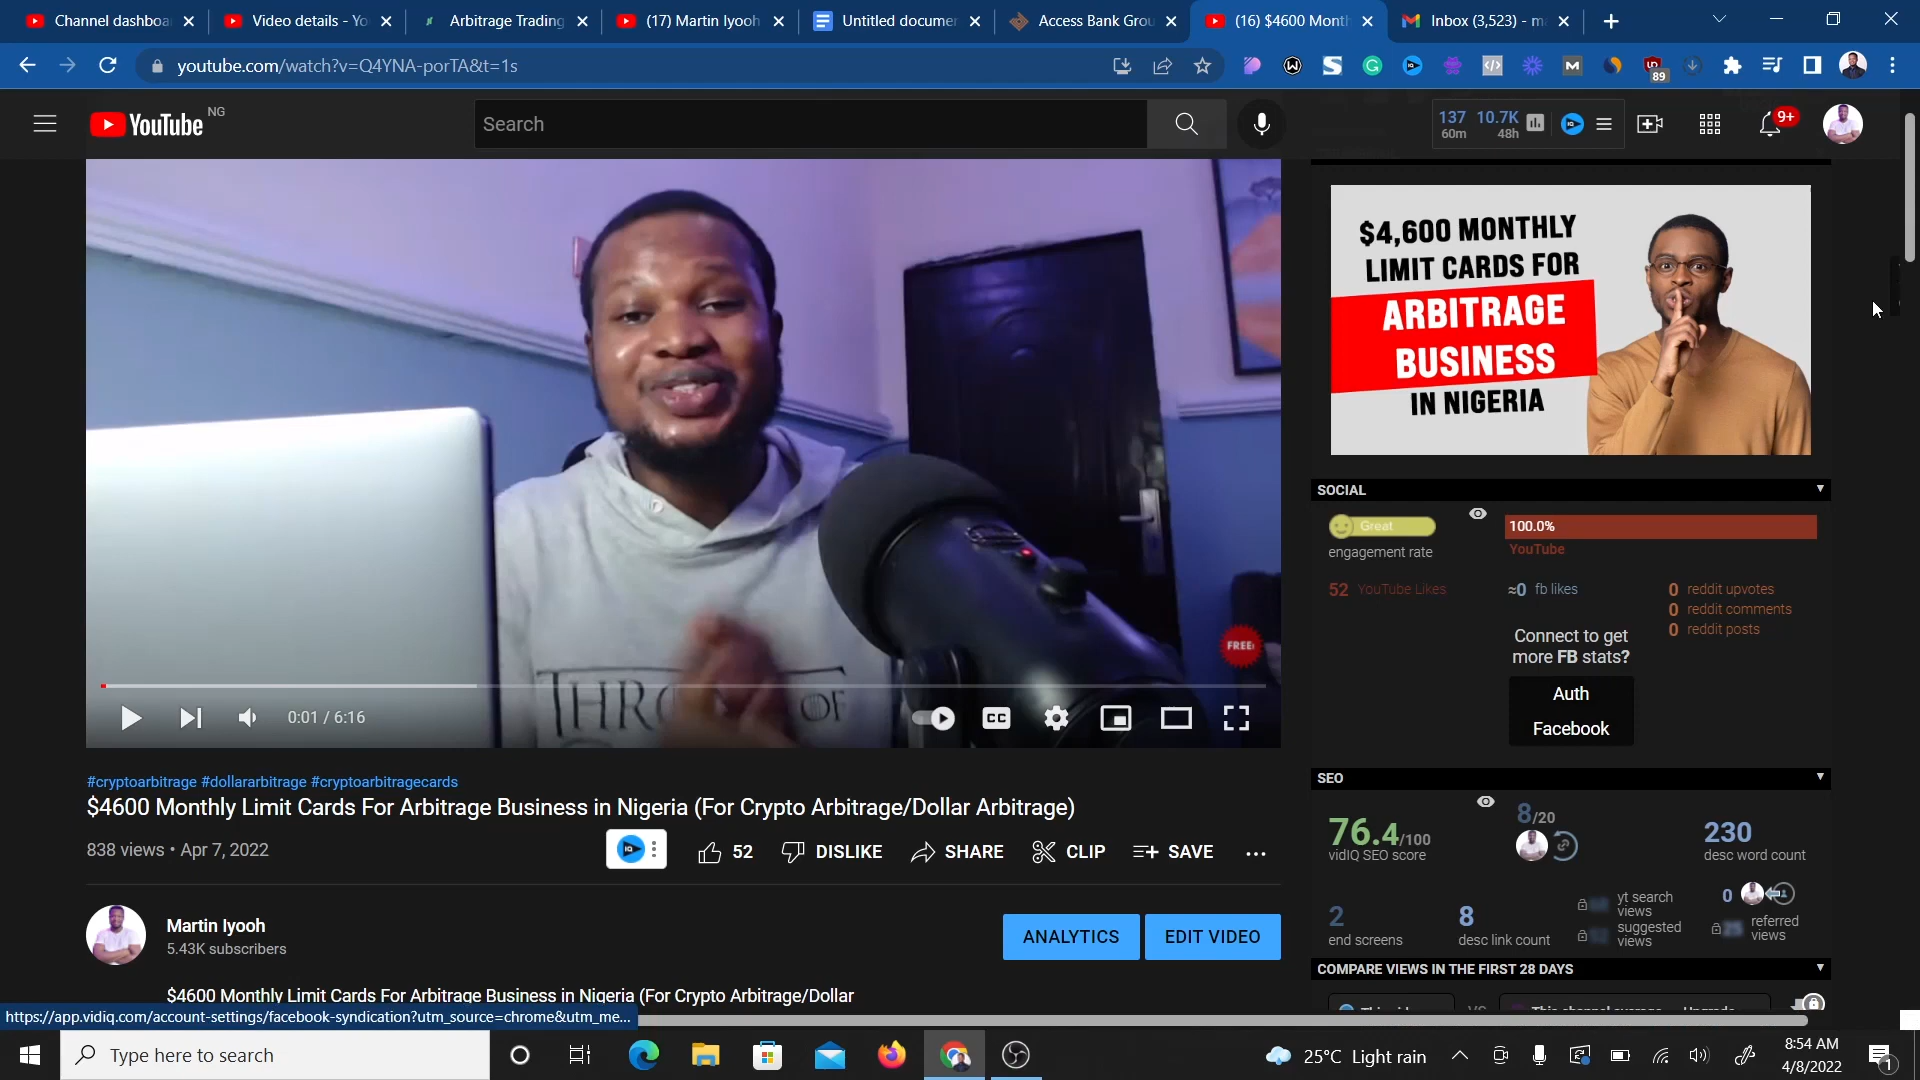 Channel dashboa
Video details - Yo
Arbitrage Trading
(17) Martin Iyooh
Untitled documen
Access Bank Grou
(16) $4600 Month
Inbox (3,523) - m
youtube.com/watch?v=Q4YNA-porTA&t=1s
89
YouTube NG
Search
137 10.7K
60m 48h
9+
$4,600 MONTHLY
LIMIT CARDS FOR
ARBITRAGE
BUSINESS
IN NIGERIA
SOCIAL
Great
engagement rate
100.0%
YouTube
52 YouTube Likes
≈0 fb likes
0 reddit upvotes
0 reddit comments
0 reddit posts
Connect to get
more FB stats?
Auth
Facebook
FREE!
THRO OF
0:01 / 6:16
CC
#cryptoarbitrage #dollararbitrage #cryptoarbitragecards
$4600 Monthly Limit Cards For Arbitrage Business in Nigeria (For Crypto Arbitrage/Dollar Arbitrage)
838 views • Apr 7, 2022
52
DISLIKE
SHARE
CLIP
SAVE
Martin Iyooh
5.43K subscribers
ANALYTICS
EDIT VIDEO
$4600 Monthly Limit Cards For Arbitrage Business in Nigeria (For Crypto Arbitrage/Dollar
SEO
76.4/100
vidIQ SEO score
8/20
230
desc word count
2
end screens
8
desc link count
yt search
views
suggested
views
0
referred
views
COMPARE VIEWS IN THE FIRST 28 DAYS
https://app.vidiq.com/account-settings/facebook-syndication?utm_source=chrome&utm_me...
Type here to search
25°C Light rain
8:54 AM
4/8/2022
1